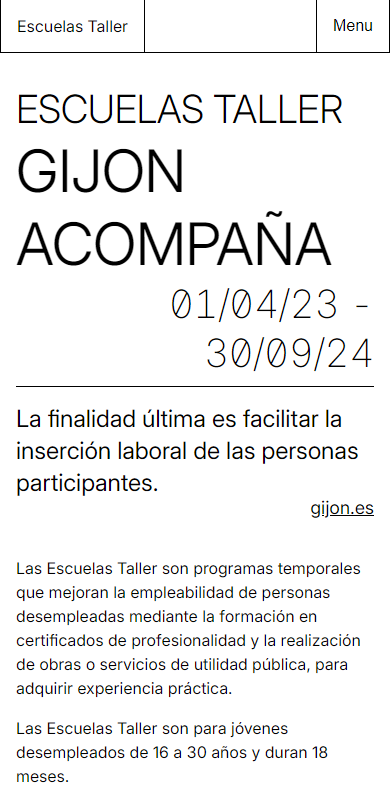 Escuelas Taller
Menu
ESCUELAS TALLER
GIJON
ACOMPAÑA
01/04/23 -
30/09/24
La finalidad última es facilitar la
inserción laboral de las personas
participantes.
gijon.es
Las Escuelas Taller son programas temporales
que mejoran la empleabilidad de personas
desempleadas mediante la formación en
certificados de profesionalidad y la realización
de obras o servicios de utilidad pública, para
adquirir experiencia práctica.
Las Escuelas Taller son para jóvenes
desempleados de 16 a 30 años y duran 18
meses.